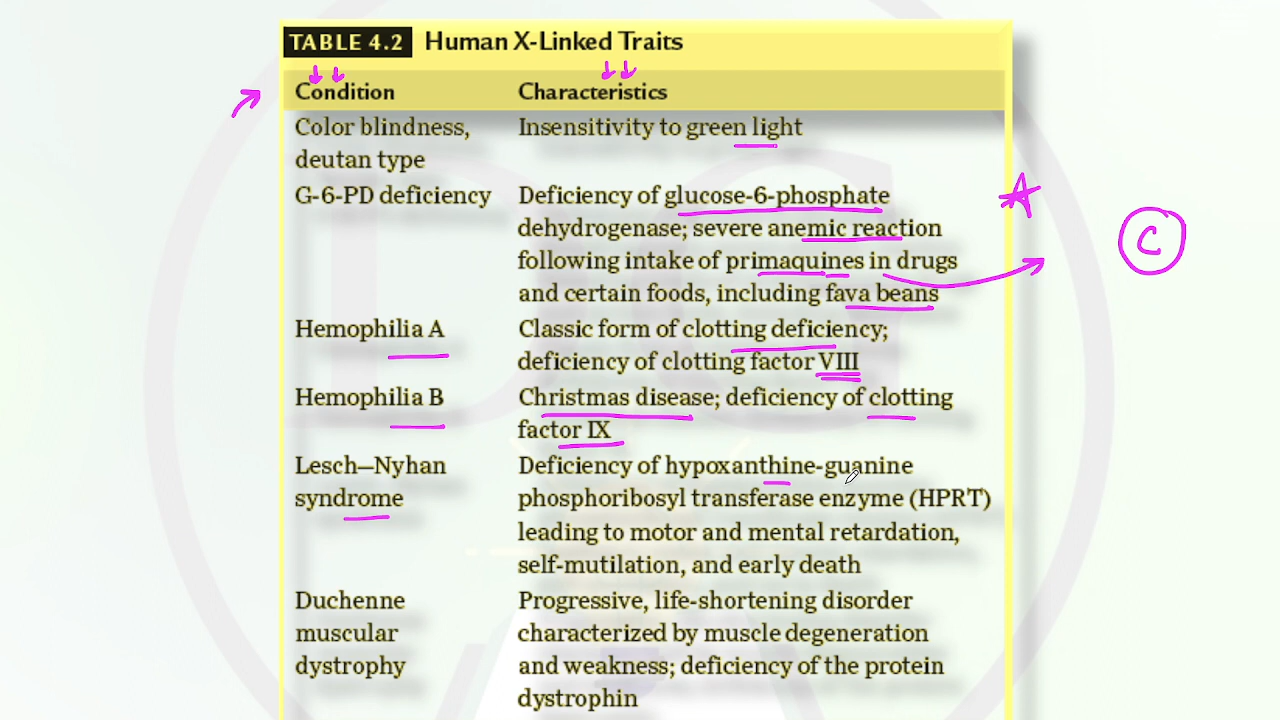 TABLE 4.2 Human X-Linked Traits
Condition Characteristics
Color blindness, Insensitivity to green light
deutan type
G-6-PD deficiency Deficiency of glucose-6-phosphate
dehydrogenase; severe anemic reaction
following intake of primaquines in drugs
and certain foods, including fava beans
Hemophilia A Classic form of clotting deficiency;
deficiency of clotting factor VIII
Hemophilia B Christmas disease; deficiency of clotting
factor IX
Lesch—Nyhan Deficiency of hypoxanthine-guanine
syndrome phosphoribosyl transferase enzyme (HPRT)
leading to motor and mental retardation,
self-mutilation, and early death
Duchenne Progressive, life-shortening disorder
muscular characterized by muscle degeneration
dystrophy and weakness; deficiency of the protein
dystrophin
C